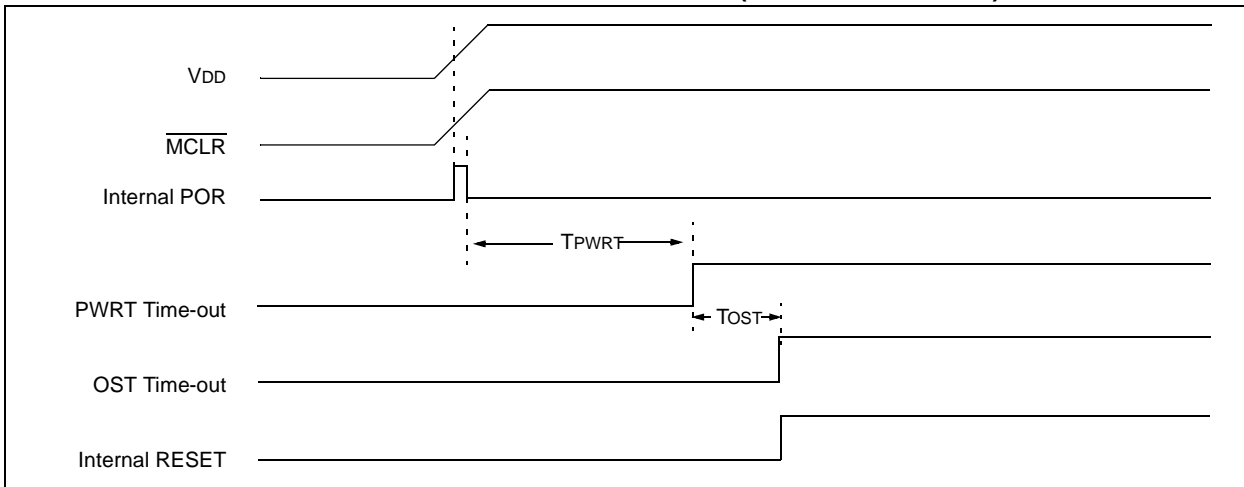 VDD
MCLR
Internal POR
TPWRT
PWRT Time-out
TOST
OST Time-out
Internal RESET